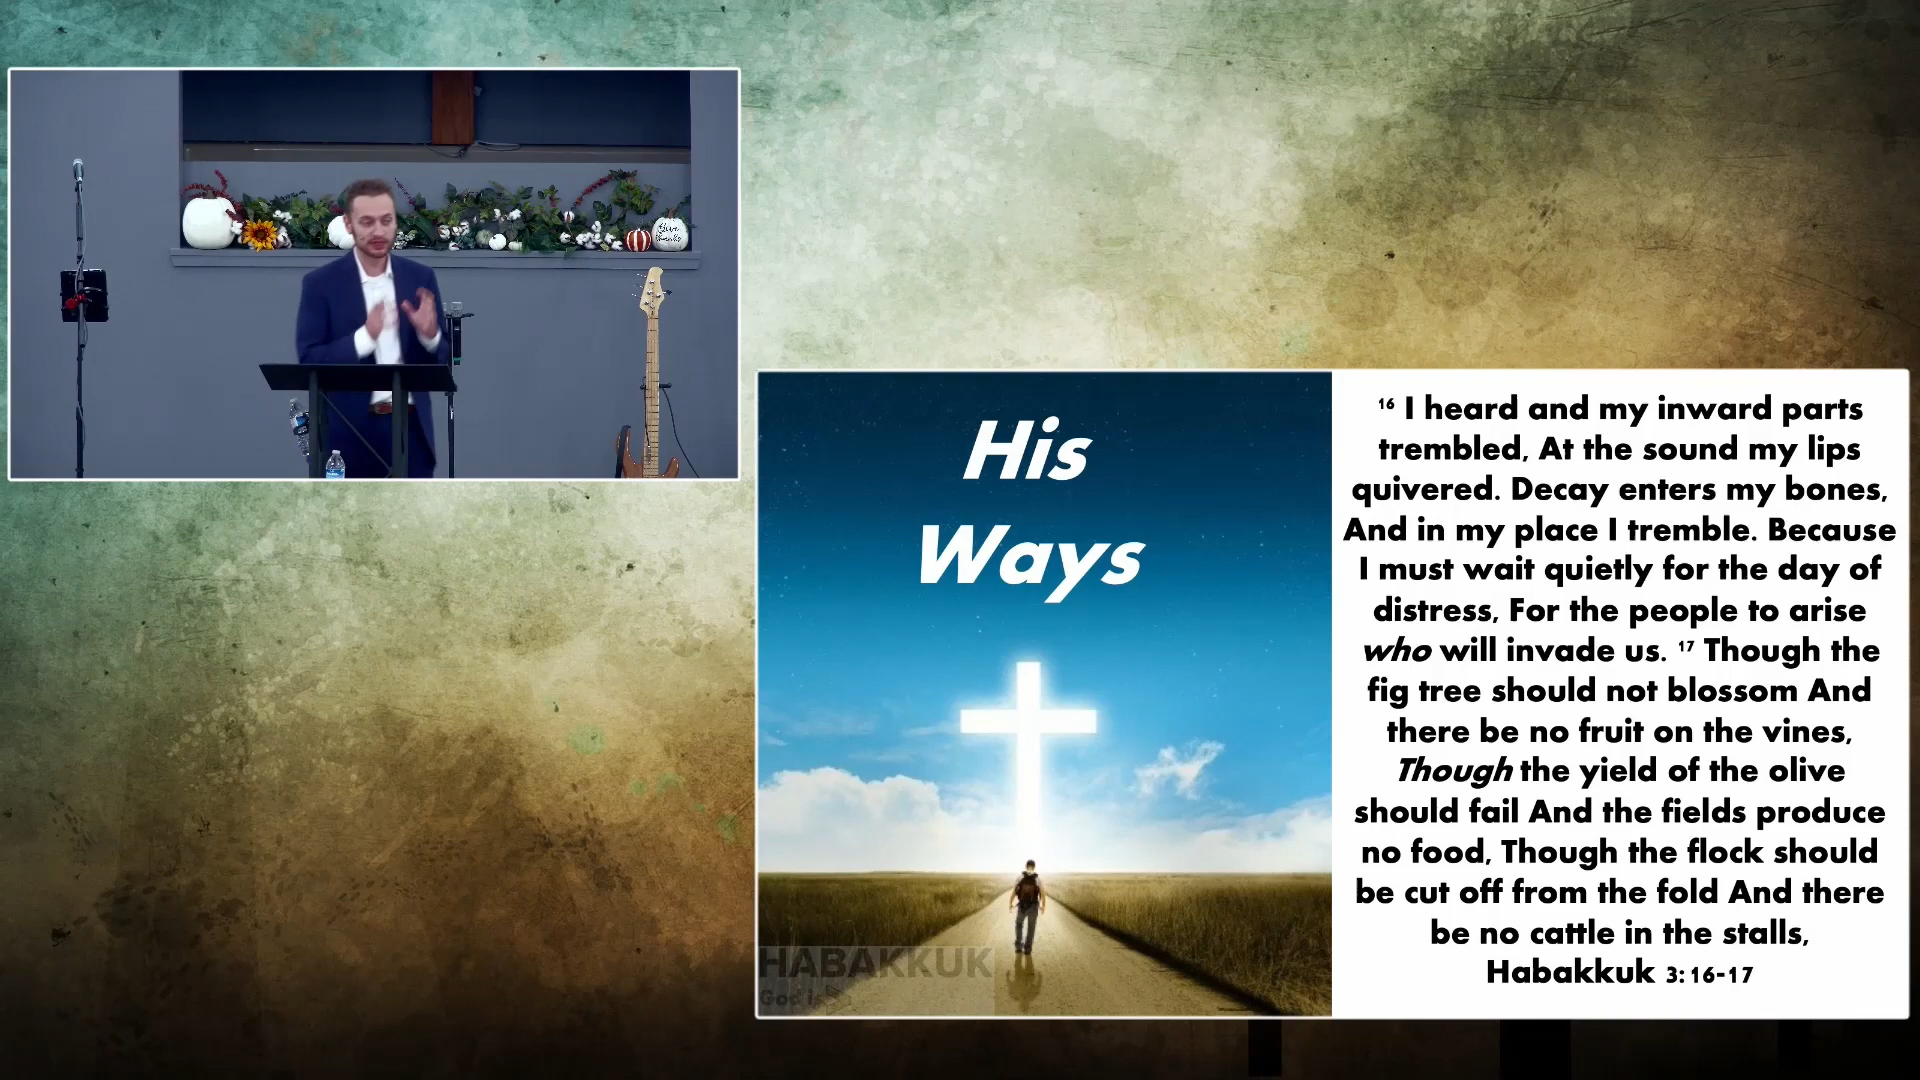 Give
thanks
His
Ways
HABAKKUK
God is
16 I heard and my inward parts
trembled, At the sound my lips
quivered. Decay enters my bones,
And in my place I tremble. Because
I must wait quietly for the day of
distress, For the people to arise
who will invade us. 17 Though the
fig tree should not blossom And
there be no fruit on the vines,
Though the yield of the olive
should fail And the fields produce
no food, Though the flock should
be cut off from the fold And there
be no cattle in the stalls,
Habakkuk 3:16-17